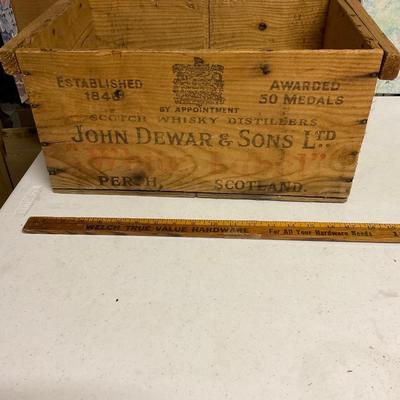 ESTABLISHED
1846
AWARDED
50 MEDALS
BY APPOINTMENT
SCOTCH WHISKY DISTILLERS
JOHN DEWAR & SONS LTD
PERTH, SCOTLAND.
WELCH TRUE VALUE HARDWARE
For All Your Hardware Needs